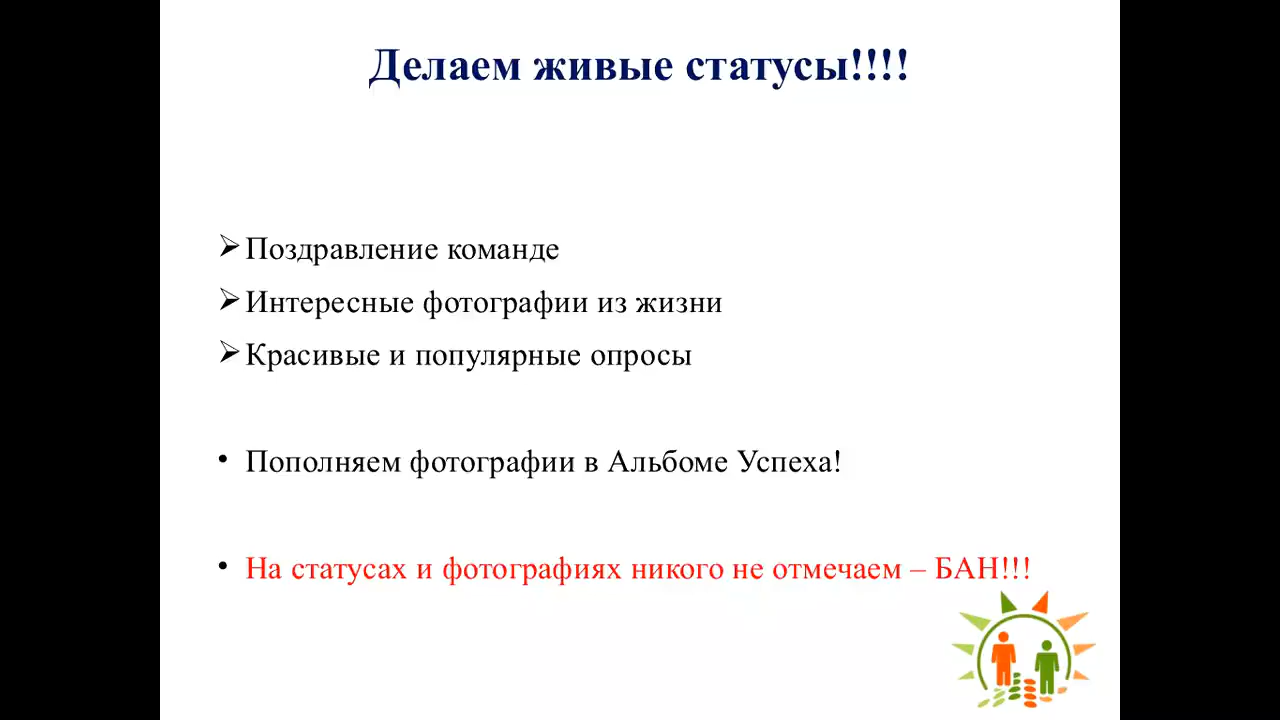 Делаем живые статусы!!!!
Поздравление команде
Интересные фотографии из жизни
Красивые и популярные опросы
Пополняем фотографии в Альбоме Успеха!
На статусах и фотографиях никого не отмечаем – БАН!!!